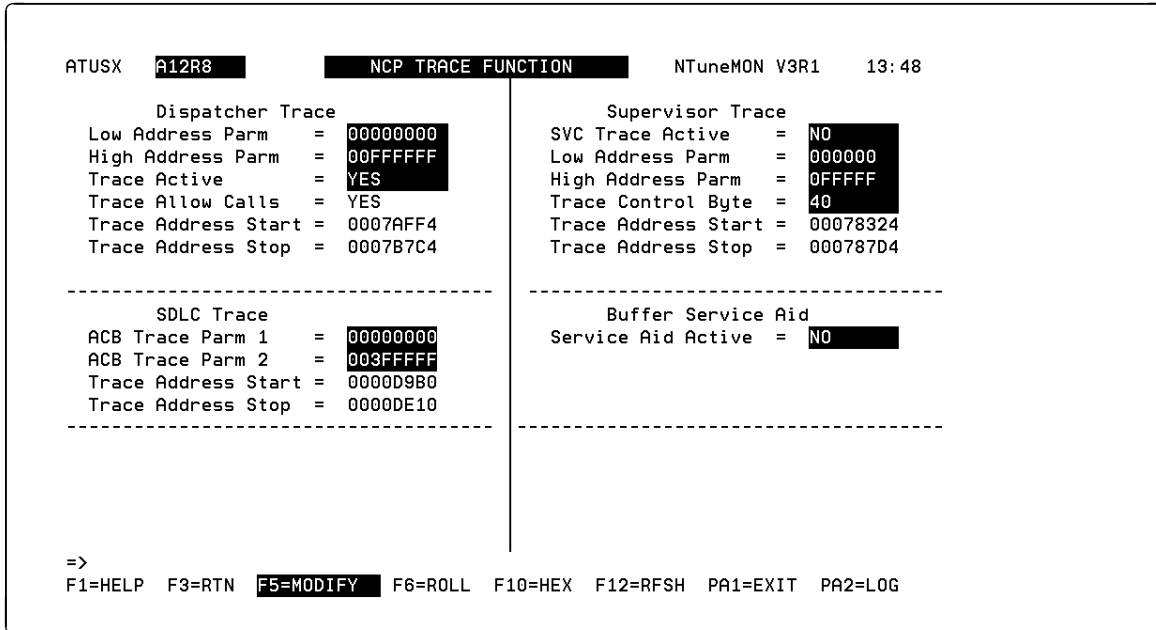 ATUSX A12R8 NCP TRACE FUNCTION NTuneMON V3R1 13:48
Dispatcher Trace Supervisor Trace
Low Address Parm = 00000000 SVC Trace Active = NO
High Address Parm = 00FFFFFF Low Address Parm = 000000
Trace Active = YES High Address Parm = 0FFFFF
Trace Allow Calls = YES Trace Control Byte = 40
Trace Address Start = 0007AFF4 Trace Address Start = 00078324
Trace Address Stop = 0007B7C4 Trace Address Stop = 000787D4
-------------------------------------- -------------------------------------
SDLC Trace Buffer Service Aid
ACB Trace Parm 1 = 00000000 Service Aid Active = NO
ACB Trace Parm 2 = 003FFFFF
Trace Address Start = 0000D9B0
Trace Address Stop = 0000DE10
-------------------------------------- --------------------------------------
=>
F1=HELP F3=RTN F5=MODIFY F6=ROLL F10=HEX F12=RFSH PA1=EXIT PA2=LOG